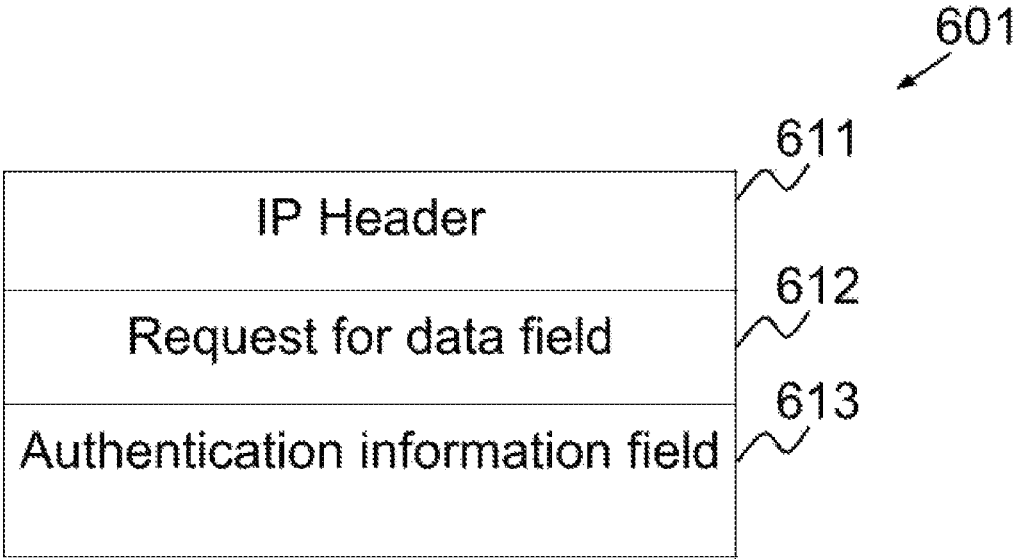 601
611
IP Header
612
Request for data field
613
Authentication information field